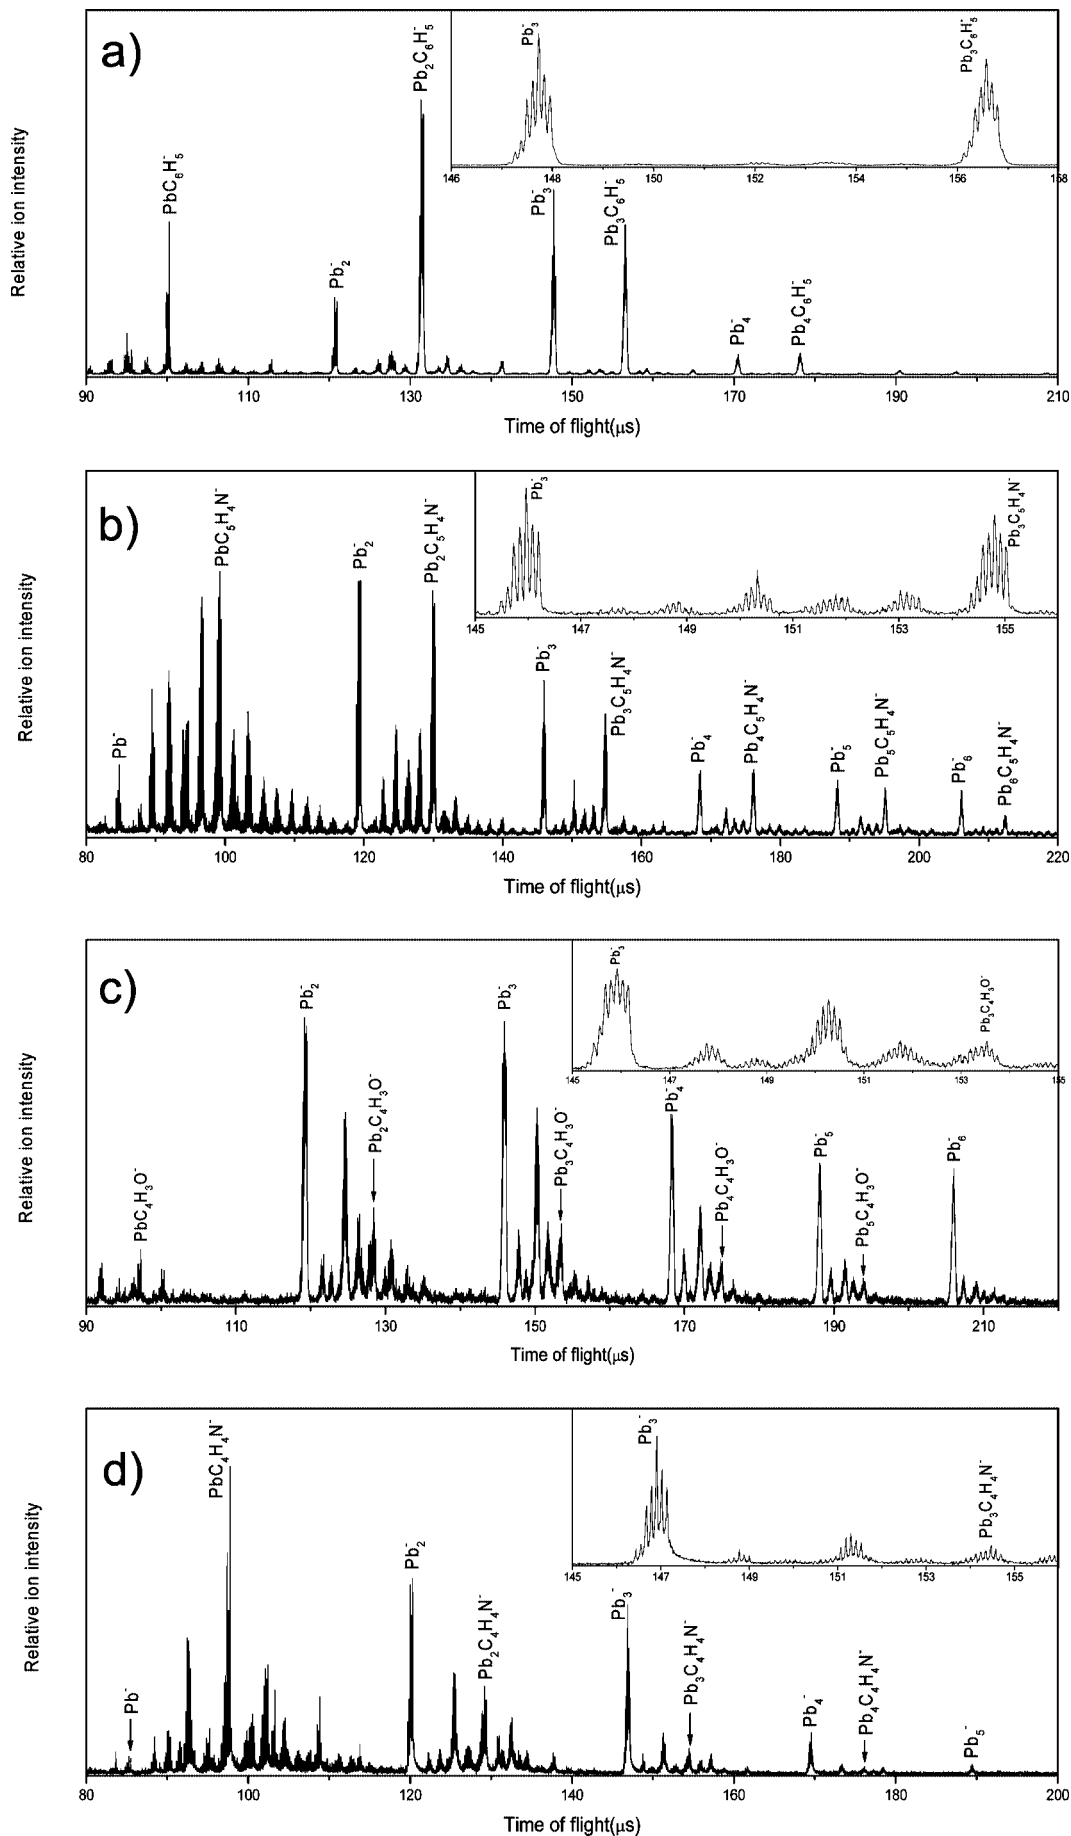 a)
Relative ion intensity
PbC₆H₅⁻
Pb₂⁻
Pb₂C₆H₅⁻
Pb₃⁻
Pb₃C₆H₅⁻
Pb₄⁻
Pb₄C₆H₅⁻
Pb₃⁻
Pb₃C₆H₅⁻
146 148 150 152 154 156 158
90 110 130 150 170 190 210
Time of flight(μs)
b)
Relative ion intensity
Pb⁻
PbC₅H₄N⁻
Pb₂⁻
Pb₂C₅H₄N⁻
Pb₃⁻
Pb₃C₅H₄N⁻
Pb₄⁻
Pb₄C₅H₄N⁻
Pb₅⁻
Pb₅C₅H₄N⁻
Pb₆⁻
Pb₆C₅H₄N⁻
Pb₃⁻
Pb₃C₅H₄N⁻
145 147 149 151 153 155
80 100 120 140 160 180 200 220
Time of flight(μs)
c)
Relative ion intensity
PbC₄H₃O⁻
Pb₂⁻
Pb₂C₄H₃O⁻
Pb₃⁻
Pb₃C₄H₃O⁻
Pb₄⁻
Pb₄C₄H₃O⁻
Pb₅⁻
Pb₅C₄H₃O⁻
Pb₆⁻
Pb₃⁻
Pb₃C₄H₃O⁻
145 147 149 151 153 155
90 110 130 150 170 190 210
Time of flight(μs)
d)
Relative ion intensity
Pb⁻
PbC₄H₄N⁻
Pb₂⁻
Pb₂C₄H₄N⁻
Pb₃⁻
Pb₃C₄H₄N⁻
Pb₄⁻
Pb₄C₄H₄N⁻
Pb₅⁻
Pb₃⁻
Pb₃C₄H₄N⁻
145 147 149 151 153 155
80 100 120 140 160 180 200
Time of flight(μs)